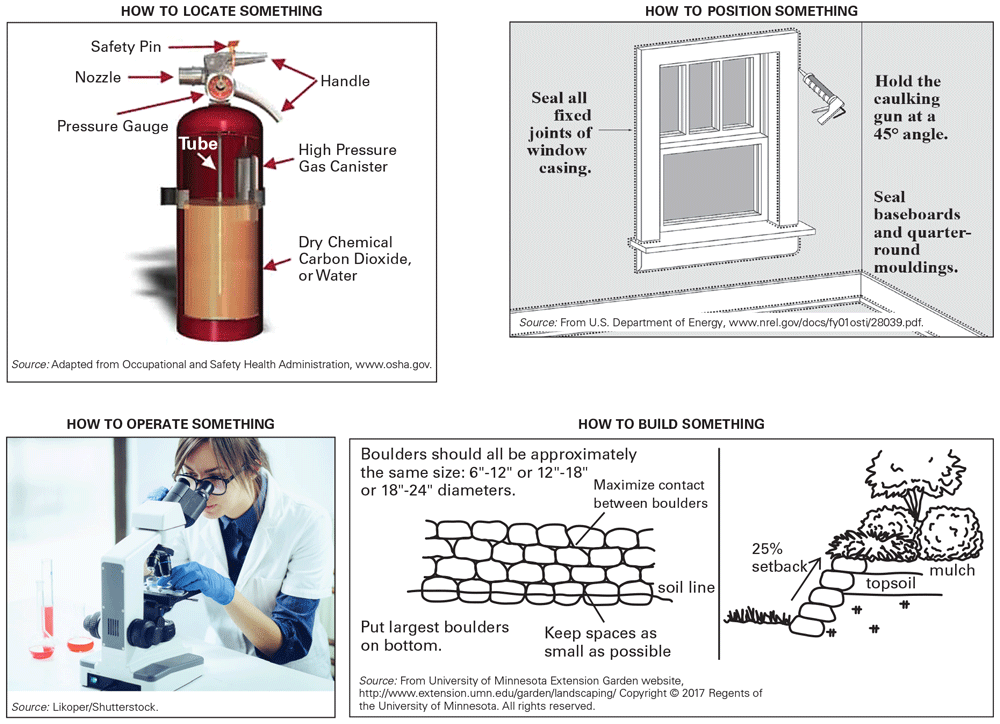 HOW TO LOCATE SOMETHING
Safety Pin
Nozzle
Handle
Pressure Gauge
Tube
High Pressure
Gas Canister
Dry Chemical
Carbon Dioxide,
or Water
Source: Adapted from Occupational and Safety Health Administration, www.osha.gov.
HOW TO POSITION SOMETHING
Seal all
fixed
joints of
window
casing.
Hold the
caulking
gun at a
45° angle.
Seal
baseboards
and quarter-
round
mouldings.
Source: From U.S. Department of Energy, www.nrel.gov/docs/fy01osti/28039.pdf.
HOW TO OPERATE SOMETHING
Source: Likoper/Shutterstock.
HOW TO BUILD SOMETHING
Boulders should all be approximately
the same size: 6"-12" or 12"-18"
or 18"-24" diameters.
Maximize contact
between boulders
soil line
Put largest boulders
on bottom.
Keep spaces as
small as possible
25%
setback
topsoil
mulch
Source: From University of Minnesota Extension Garden website,
http://www.extension.umn.edu/garden/landscaping/ Copyright © 2017 Regents of
the University of Minnesota. All rights reserved.